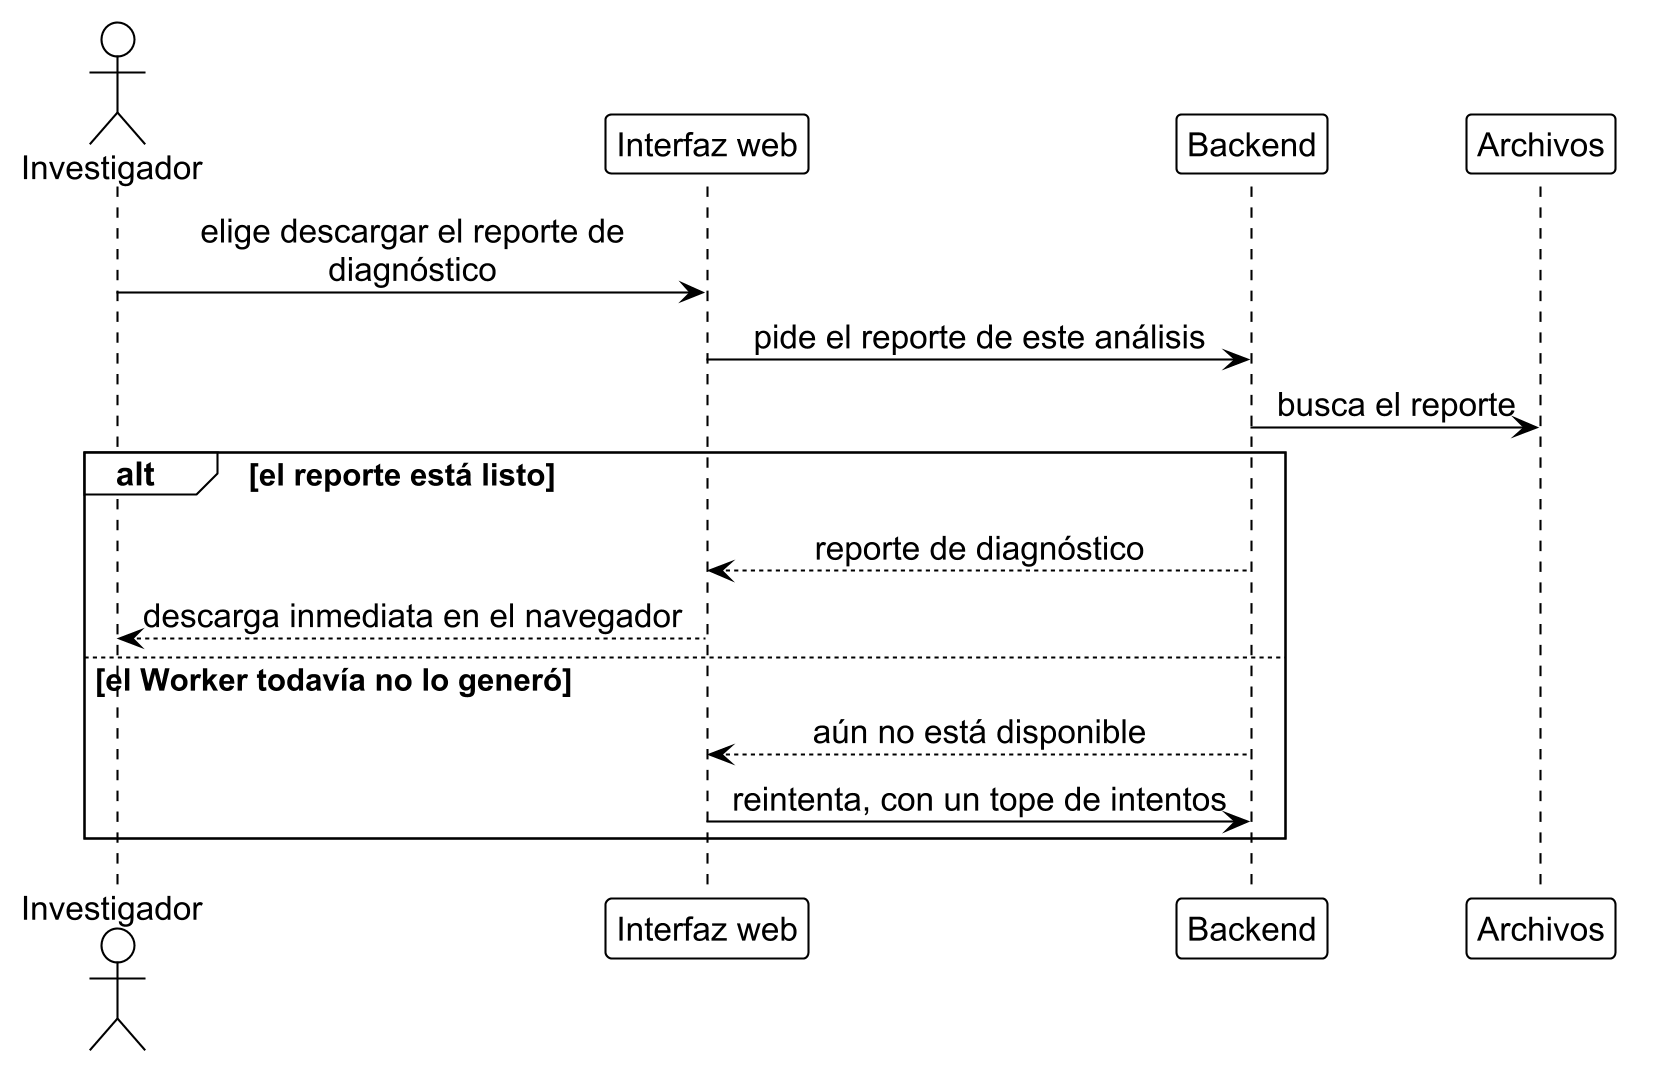 Investigador
Interfaz web
Backend
Archivos
elige descargar el reporte de
diagnóstico
pide el reporte de este análisis
busca el reporte
alt
[el reporte está listo]
reporte de diagnóstico
descarga inmediata en el navegador
[el Worker todavía no lo generó]
aún no está disponible
reintenta, con un tope de intentos
Investigador
Interfaz web
Backend
Archivos